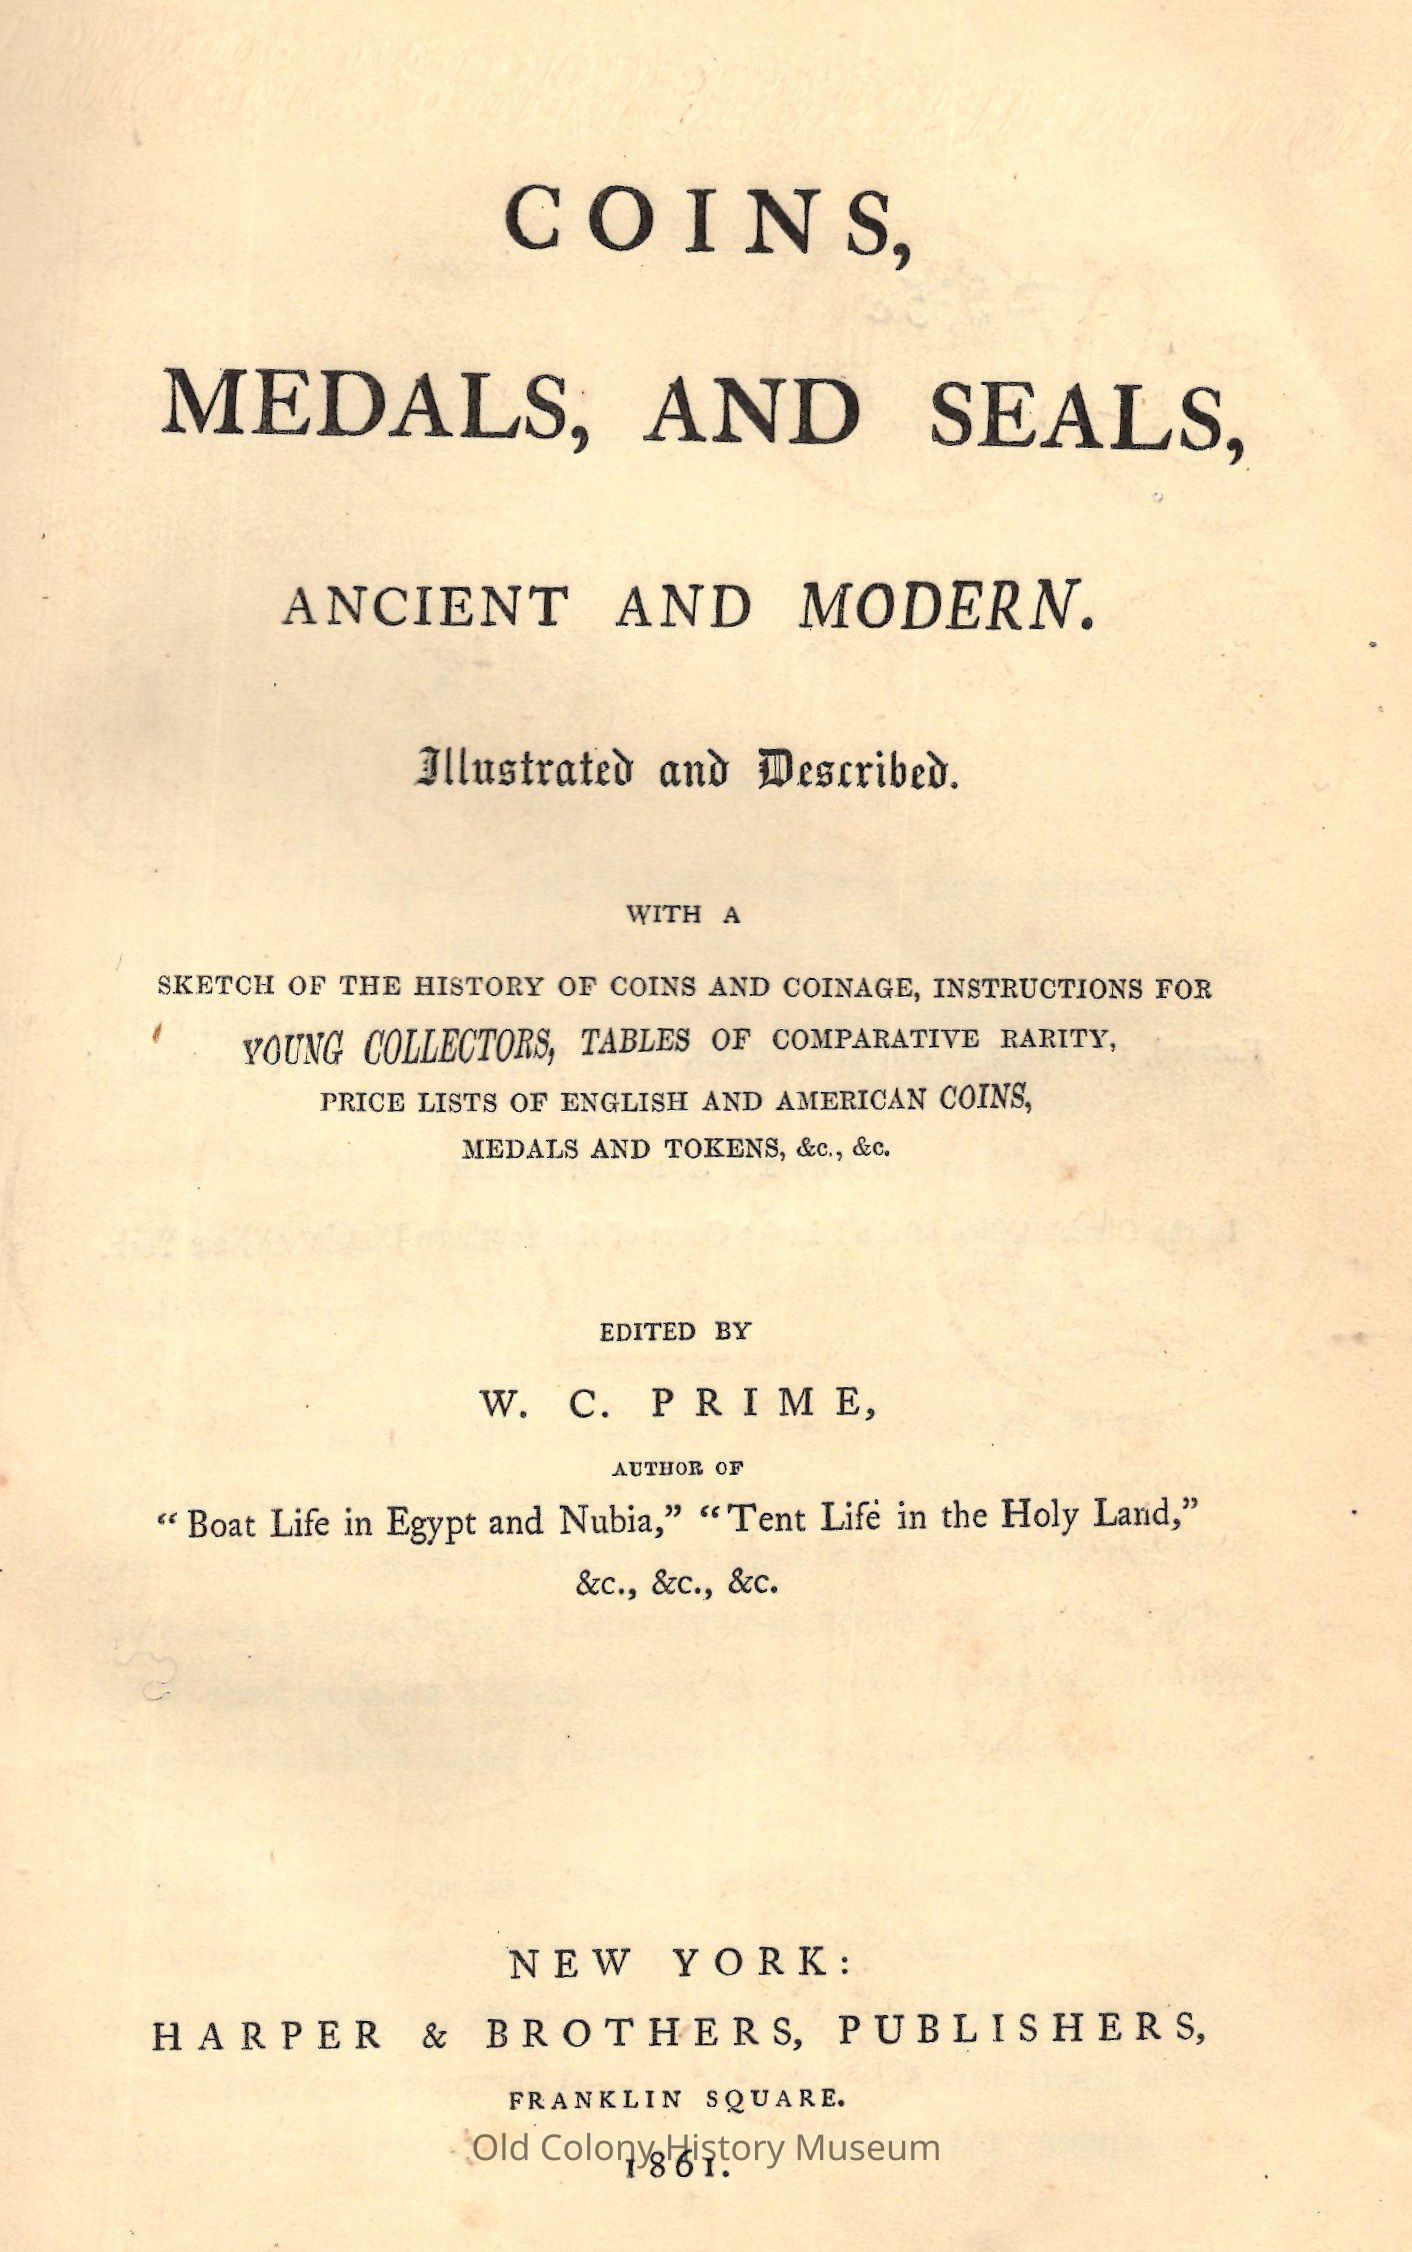 COINS,
MEDALS, AND SEALS,
ANCIENT AND MODERN.
Illustrated and Described.
WITH A
SKETCH OF THE HISTORY OF COINS AND COINAGE, INSTRUCTIONS FOR
YOUNG COLLECTORS, TABLES OF COMPARATIVE RARITY,
PRICE LISTS OF ENGLISH AND AMERICAN COINS,
MEDALS AND TOKENS, &c., &c.
EDITED BY
W. C. PRIME,
AUTHOR OF
“Boat Life in Egypt and Nubia,” “Tent Life in the Holy Land,”
&c., &c., &c.
NEW YORK:
HARPER & BROTHERS, PUBLISHERS,
FRANKLIN SQUARE.
Old Colony History Museum
1861.